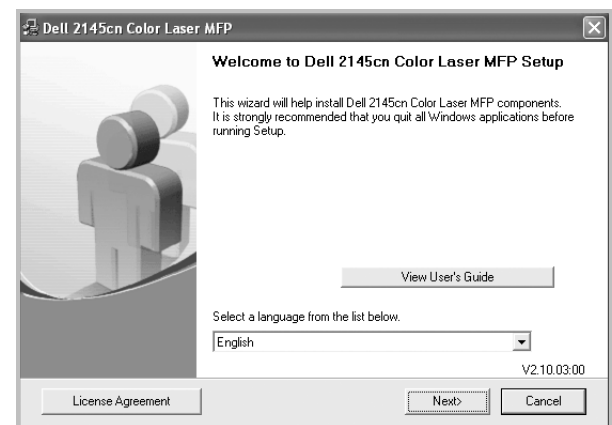 Dell 2145cn Color Laser MFP
Welcome to Dell 2145cn Color Laser MFP Setup
This wizard will help install Dell 2145cn Color Laser MFP components.
It is strongly recommended that you quit all Windows applications before
running Setup.
View User's Guide
Select a language from the list below.
English
V2.10.03:00
License Agreement
Next>
Cancel